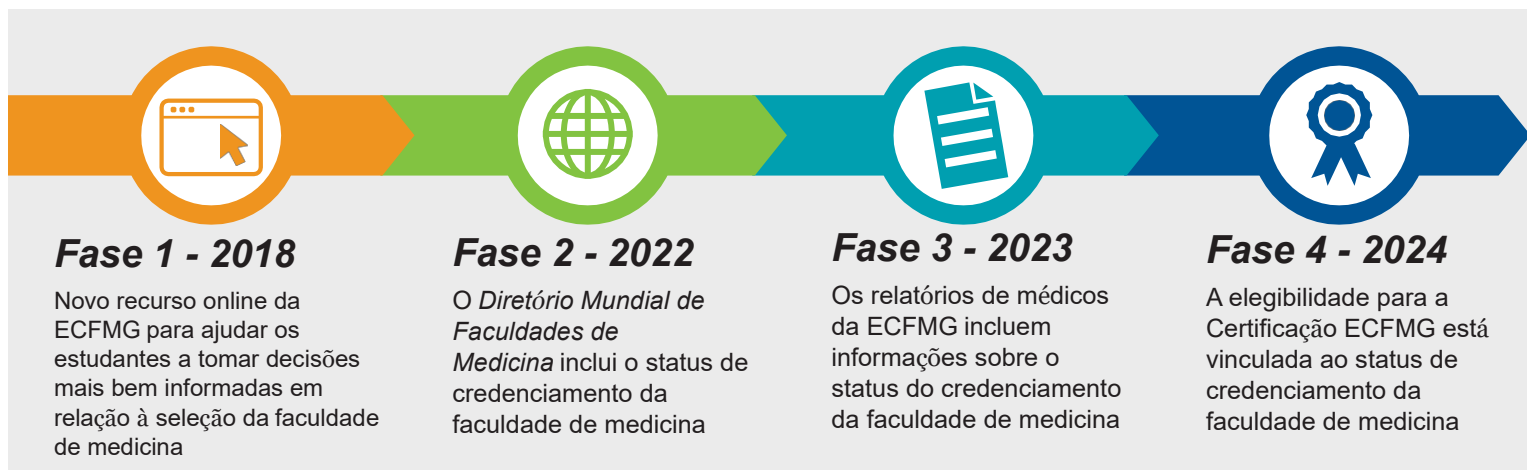 Fase 1 - 2018
Novo recurso online da
ECFMG para ajudar os
estudantes a tomar decisões
mais bem informadas em
relação à seleção da faculdade
de medicina
Fase 2 - 2022
O Diretório Mundial de
Faculdades de
Medicina inclui o status de
credenciamento da
faculdade de medicina
Fase 3 - 2023
Os relatórios de médicos
da ECFMG incluem
informações sobre o
status do credenciamento
da faculdade de medicina
Fase 4 - 2024
A elegibilidade para a
Certificação ECFMG está
vinculada ao status de
credenciamento da
faculdade de medicina